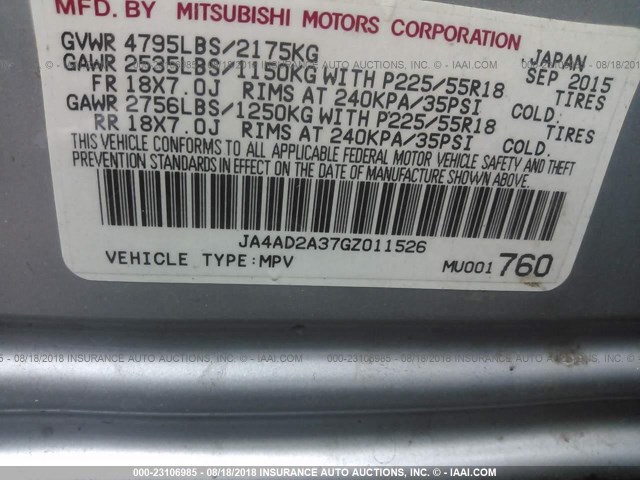 MFD. BY MITSUBISHI MOTORS CORPORATION
GVWR 4795LBS/2175KG JAPAN
GAWR 2535LBS/1150KG WITH P225/55R18 SEP 2015
FR 18X7.0J RIMS AT 240KPA/35PSI COLD. TIRES
GAWR 2756LBS/1250KG WITH P225/55R18 TIRES
RR 18X7.0J RIMS AT 240KPA/35PSI COLD.
THIS VEHICLE CONFORMS TO ALL APPLICABLE FEDERAL MOTOR VEHICLE SAFETY AND THEFT
PREVENTION STANDARDS IN EFFECT ON THE DATE OF MANUFACTURE SHOWN ABOVE.
JA4AD2A37GZ011526
VEHICLE TYPE:MPV MU001 760
000-23106985 - 08/18/2018 - INSURANCE AUTO AUCTIONS - © - IAAI.COM